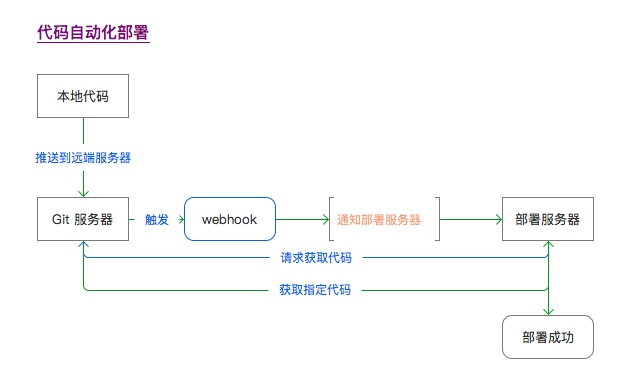 代码自动化部署
本地代码
推送到远端服务器
Git 服务器
触发
webhook
通知部署服务器
部署服务器
请求获取代码
获取指定代码
部署成功